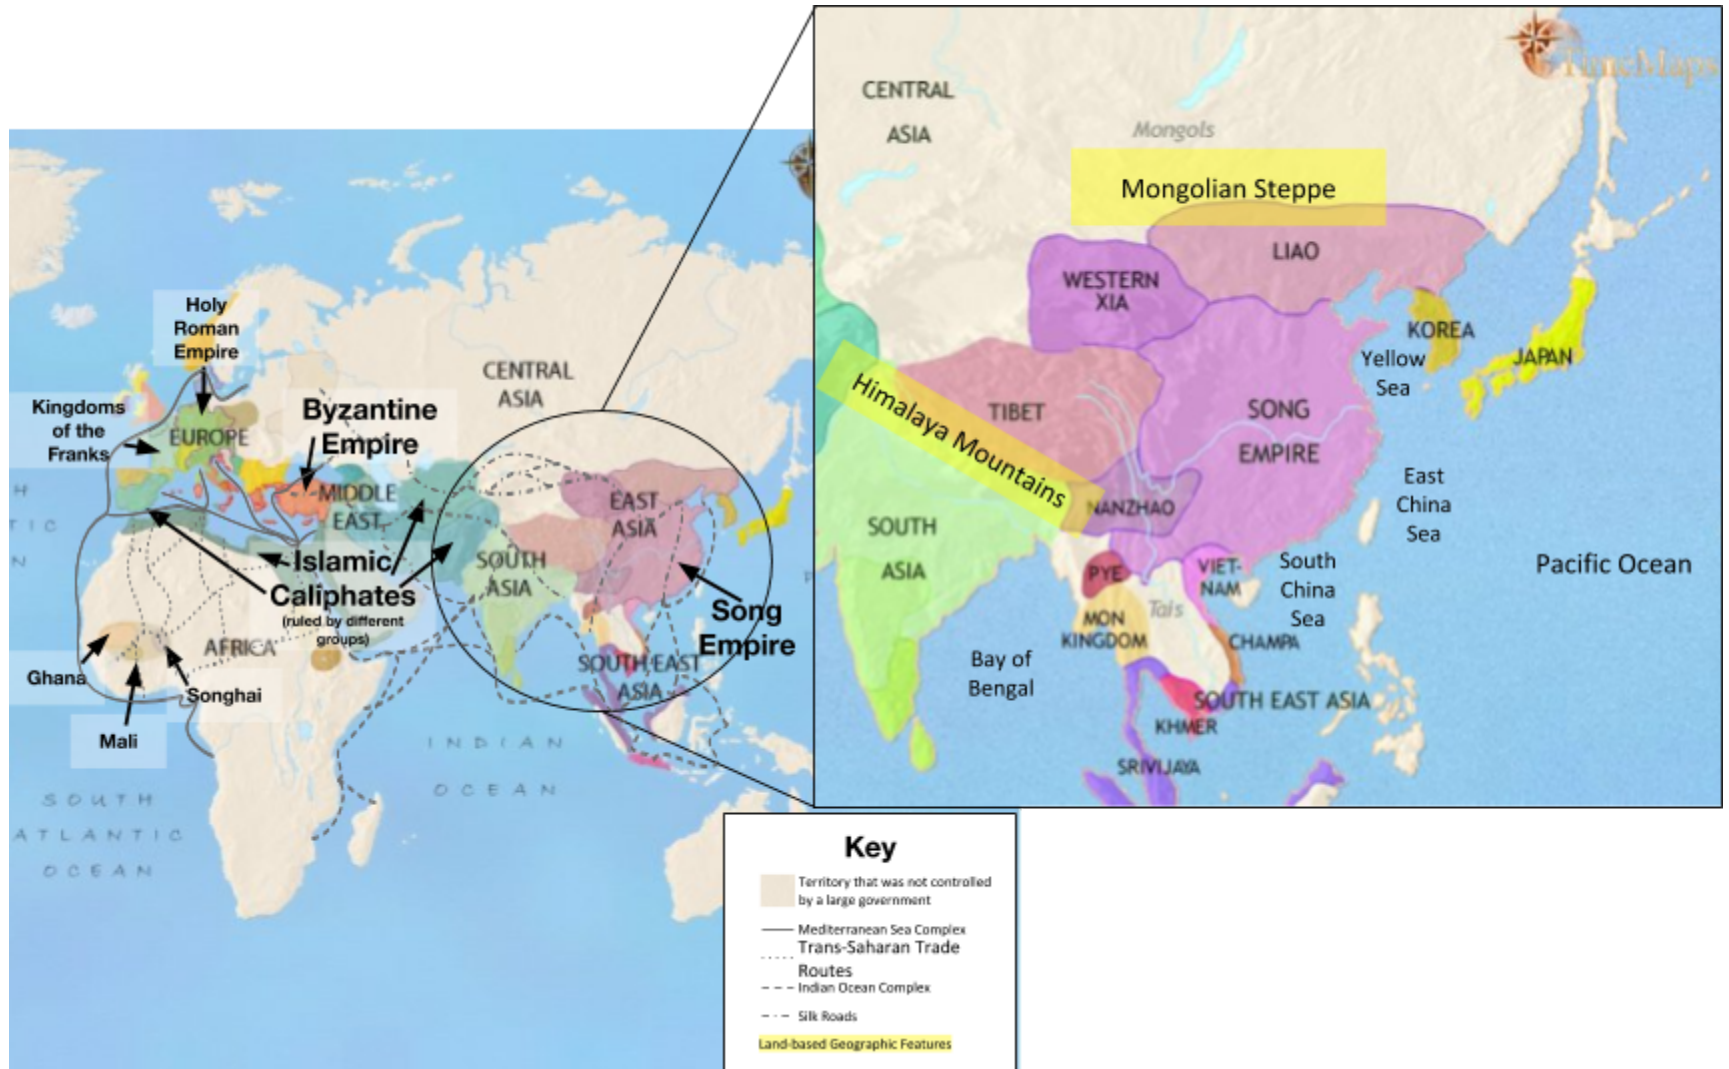 Holy
Roman
Empire
Kingdoms
of the
Franks
EUROPE
Byzantine
Empire
CENTRAL
ASIA
MIDDLE
EAST
EAST
ASIA
SOUTH
ASIA
Islamic
Caliphates
(ruled by different
groups)
Song
Empire
AFRICA
Ghana
Songhai
Mali
SOUTH EAST
ASIA
INDIAN
OCEAN
SOUTH
ATLANTIC
OCEAN
H
TIC
N
P
TimeMaps
CENTRAL
ASIA
Mongols
Mongolian Steppe
LIAO
WESTERN
XIA
KOREA
JAPAN
Yellow
Sea
Himalaya Mountains
TIBET
SONG
EMPIRE
NANZHAO
East
China
Sea
SOUTH
ASIA
PYE
VIET-
NAM
South
China
Sea
Pacific Ocean
Tais
MON
KINGDOM
CHAMPA
Bay of
Bengal
SOUTH EAST ASIA
KHMER
SRIVIJAYA
Key
Territory that was not controlled
by a large government
Mediterranean Sea Complex
Trans-Saharan Trade
Routes
Indian Ocean Complex
Silk Roads
Land-based Geographic Features